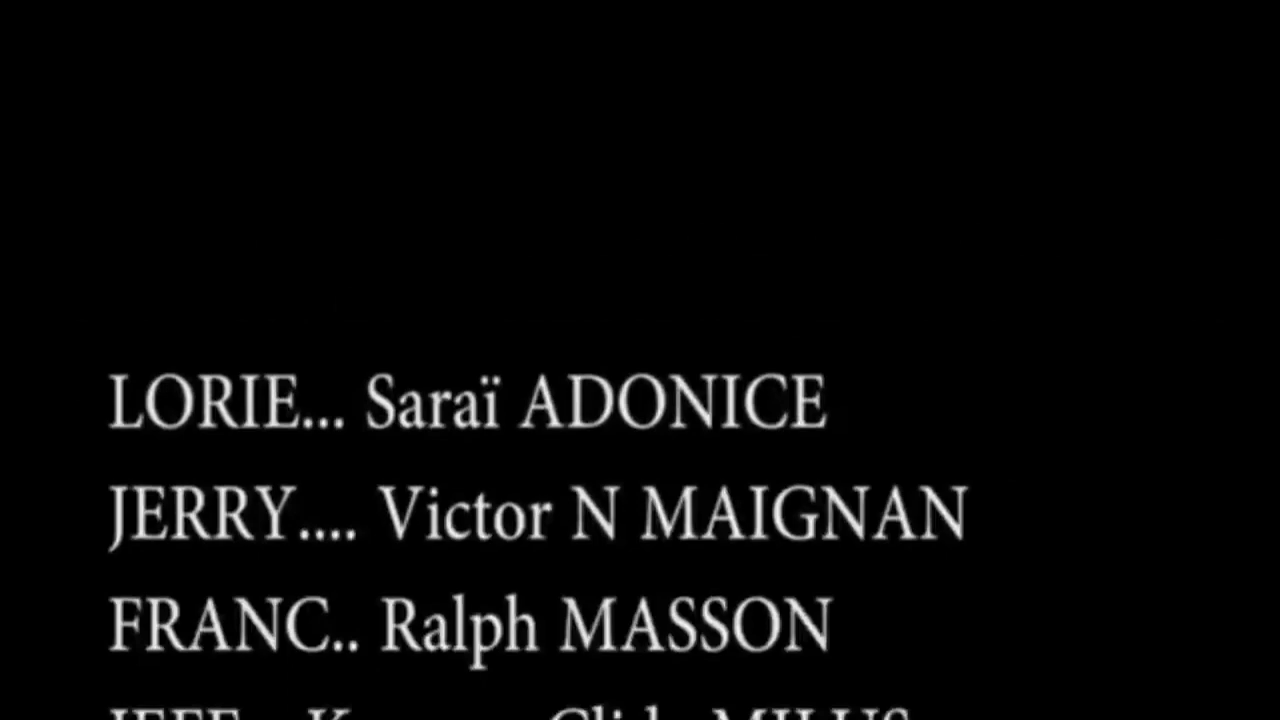 LORIE... Saraï ADONICE
JERRY.... Victor N MAIGNAN
FRANC.. Ralph MASSON